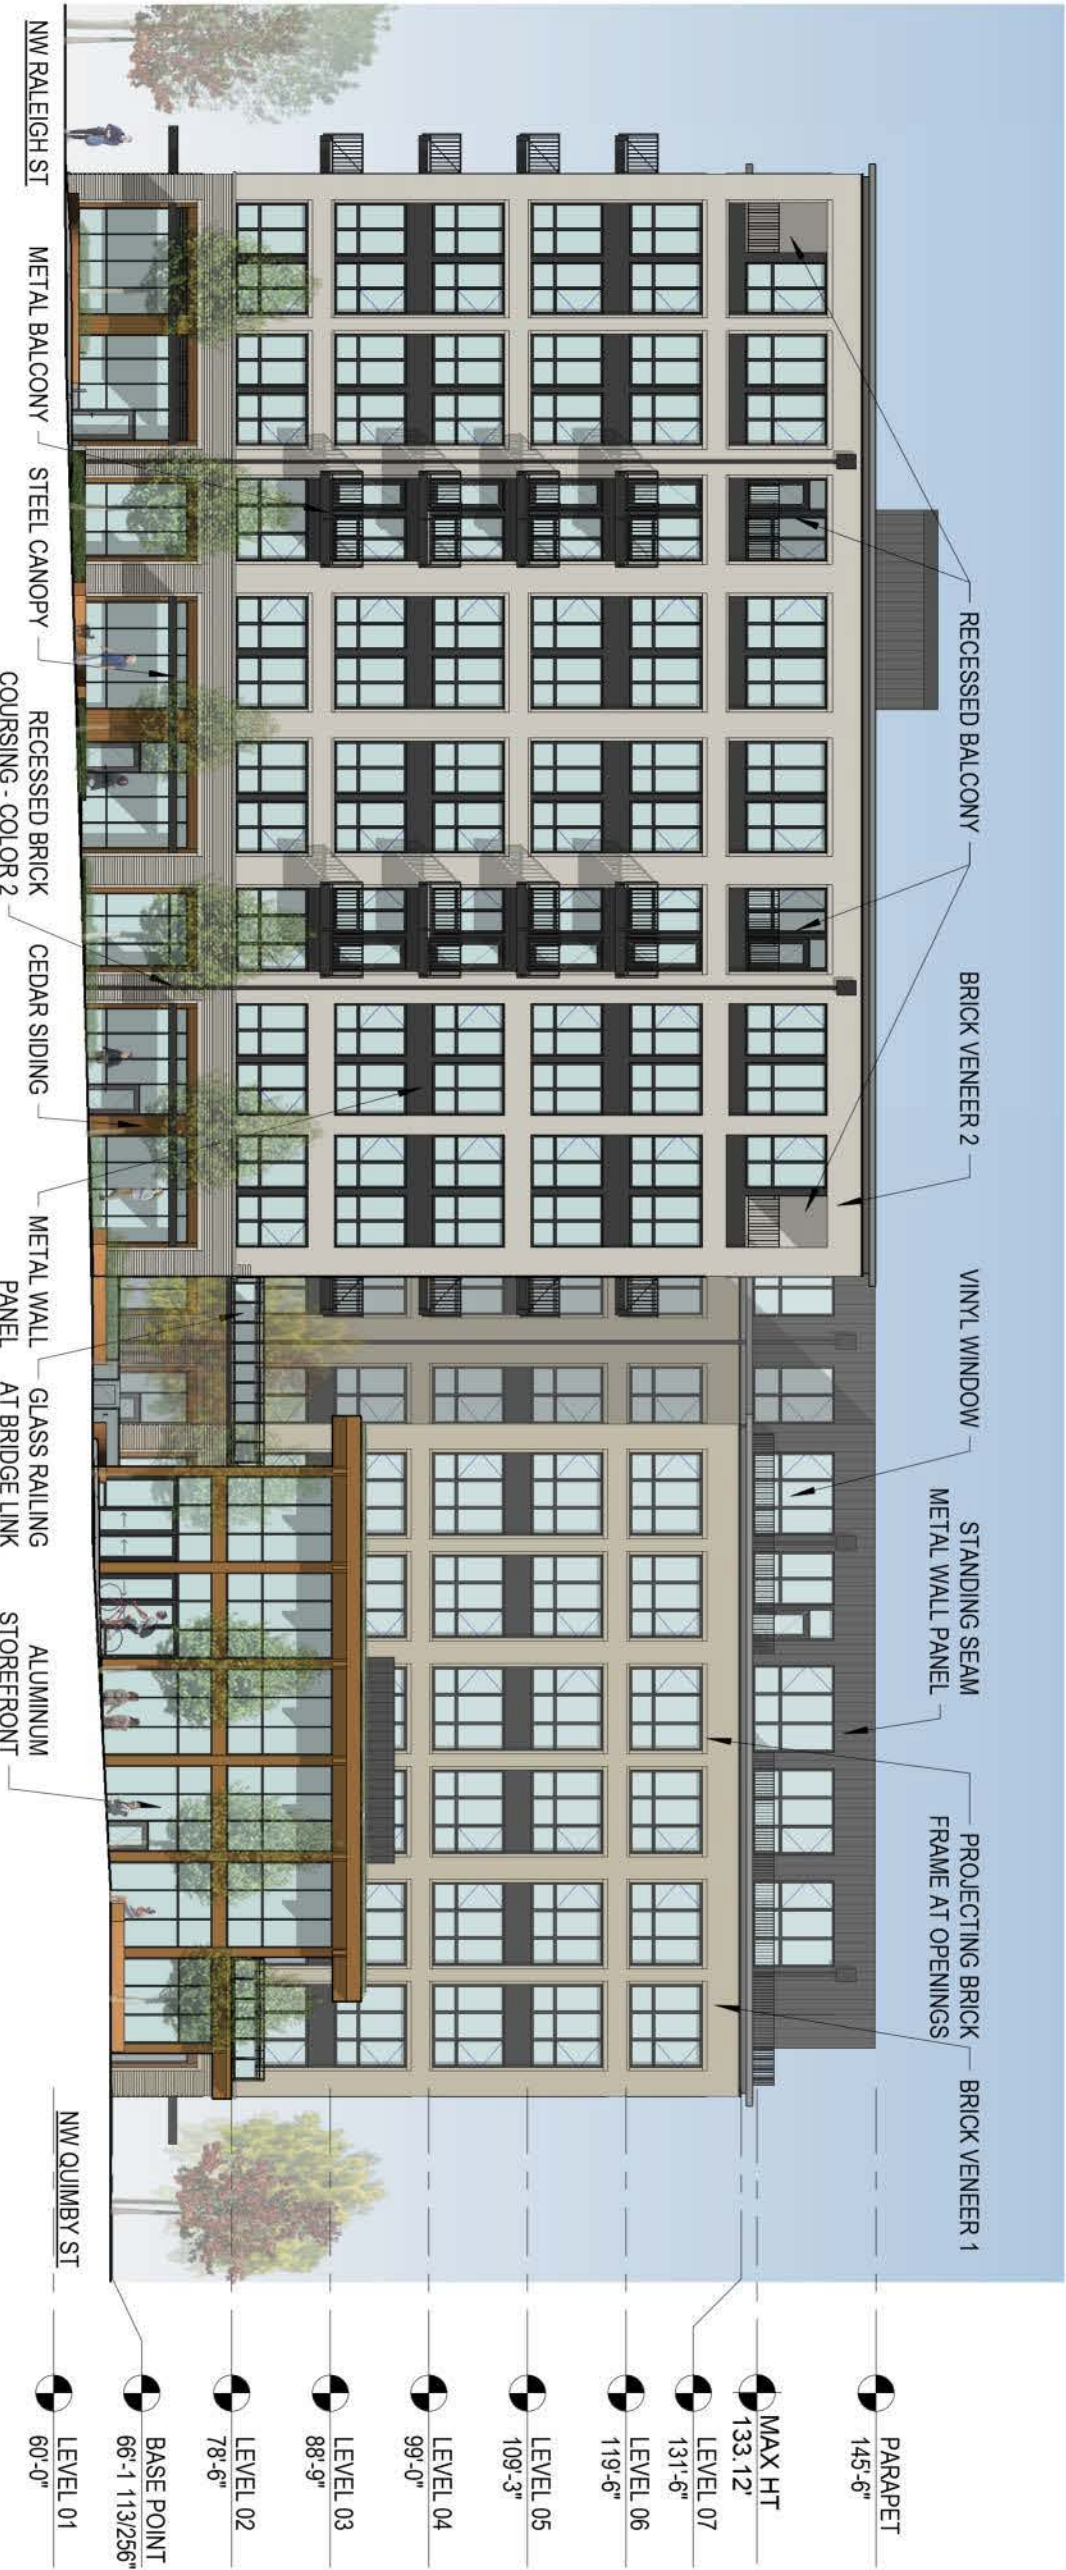 RECESSED BALCONY
BRICK VENEER 2
VINYL WINDOW
STANDING SEAM
METAL WALL PANEL
PROJECTING BRICK
FRAME AT OPENINGS
BRICK VENEER 1
PARAPET
145'-6"
MAX HT
133.12'
LEVEL 07
131'-6"
LEVEL 06
119'-6"
LEVEL 05
109'-3"
LEVEL 04
99'-0"
LEVEL 03
88'-9"
LEVEL 02
78'-6"
BASE POINT
66'-1 113/256"
LEVEL 01
60'-0"
NW RALEIGH ST
METAL BALCONY
STEEL CANOPY
RECESSED BRICK
COURSING - COLOR 2
CEDAR SIDING
METAL WALL
PANEL
GLASS RAILING
AT BRIDGE LINK
ALUMINUM
STOREFRONT
NW QUIMBY ST